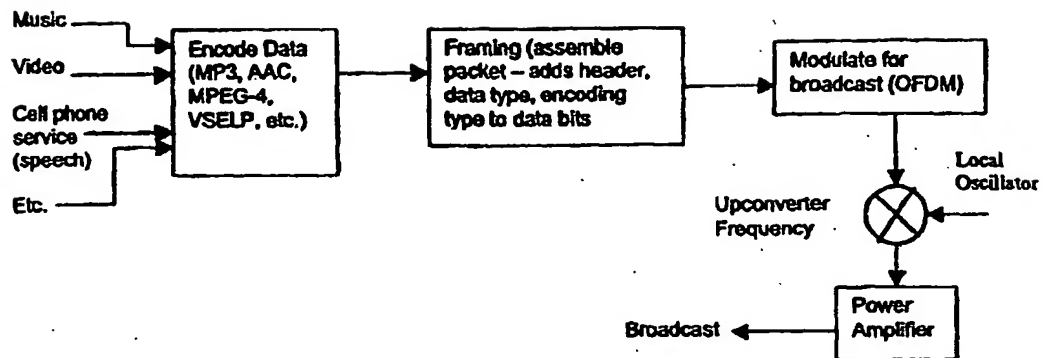 Music
Video
Cell phone
service
(speech)
Etc.
Encode Data
(MP3, AAC,
MPEG-4,
VSELP, etc.)
Framing (assemble
packet – adds header,
data type, encoding
type to data bits
Modulate for
broadcast (OFDM)
Local
Oscillator
Upconverter
Frequency
Power
Amplifier
Broadcast